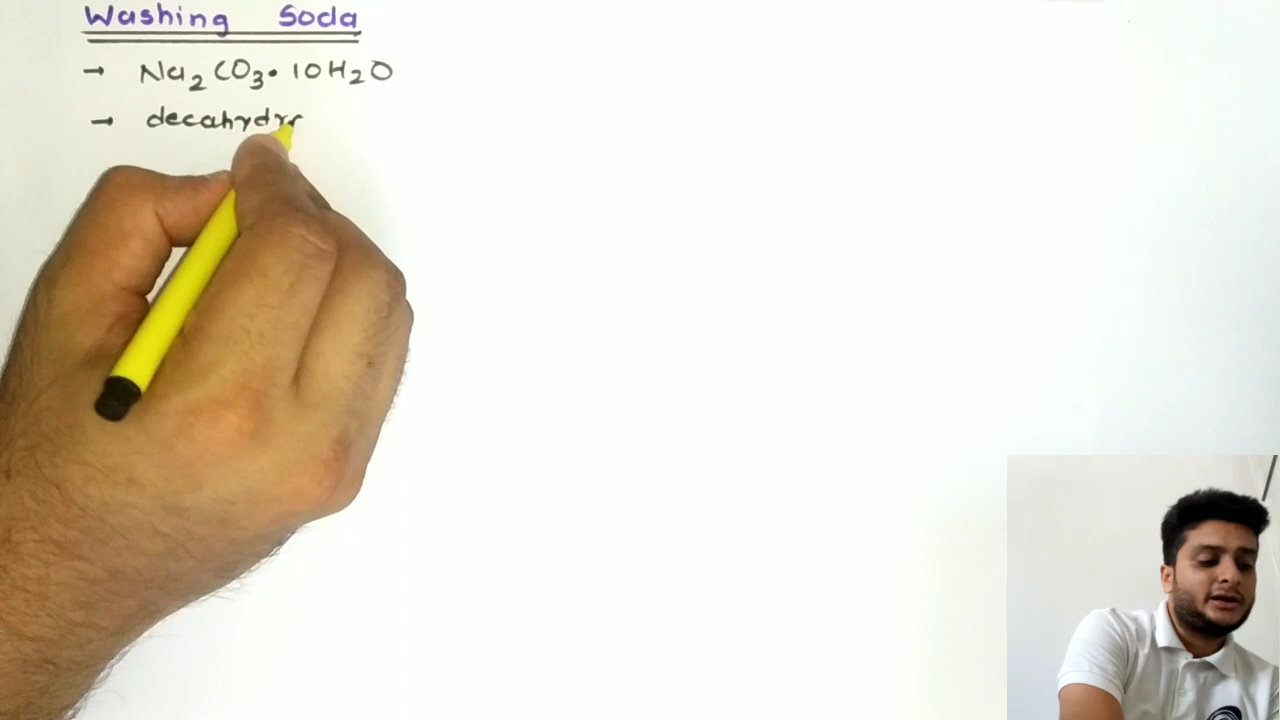 Washing Soda
→ Na₂CO₃·10H₂O
→ decahydr